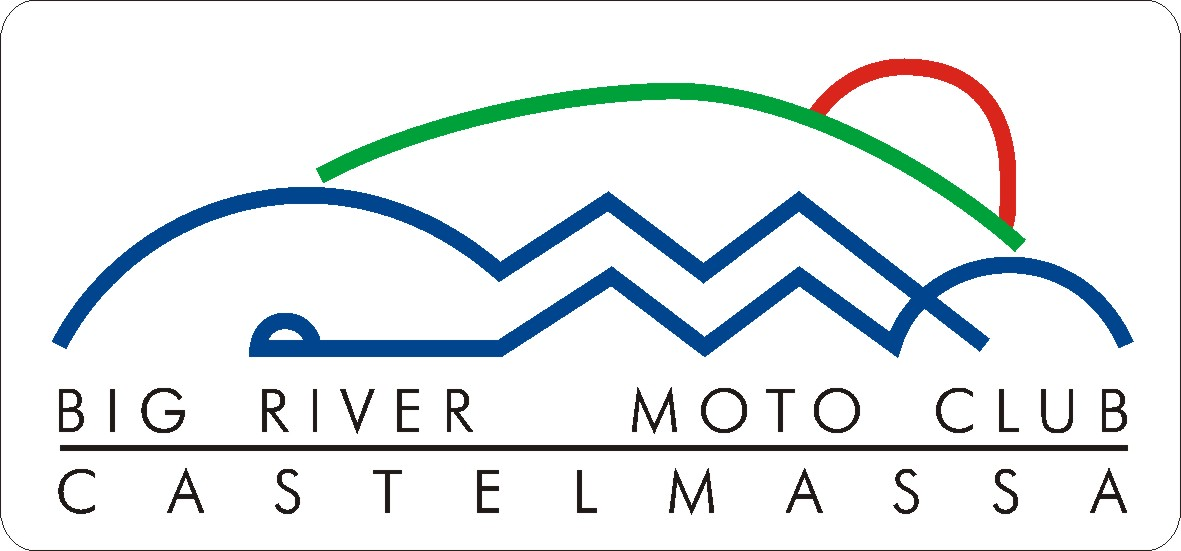 BIG RIVER MOTO CLUB
CASTELMASSA